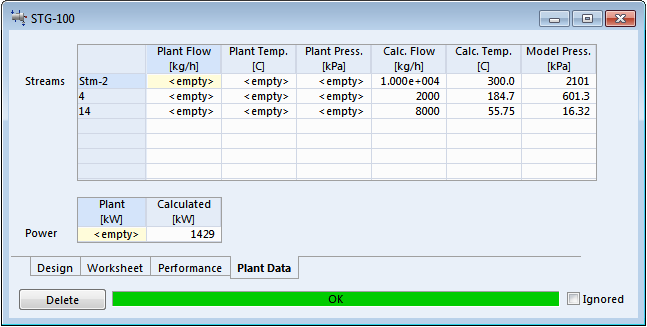 STG-100
Plant Flow Plant Temp. Plant Press. Calc. Flow Calc. Temp. Model Press.
[kg/h] [C] [kPa] [kg/h] [C] [kPa]
Streams Stm-2 <empty> <empty> <empty> 1.000e+004 300.0 2101
4 <empty> <empty> <empty> 2000 184.7 601.3
14 <empty> <empty> <empty> 8000 55.75 16.32
Plant Calculated
[kW] [kW]
Power <empty> 1429
Design Worksheet Performance Plant Data
Delete OK Ignored